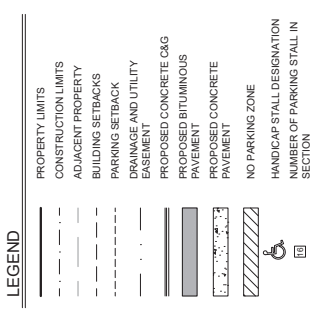 LEGEND
PROPERTY LIMITS
CONSTRUCTION LIMITS
ADJACENT PROPERTY
BUILDING SETBACKS
PARKING SETBACK
DRAINAGE AND UTILITY
EASEMENT
PROPOSED CONCRETE C&G
PROPOSED BITUMINOUS
PAVEMENT
PROPOSED CONCRETE
PAVEMENT
NO PARKING ZONE
HANDICAP STALL DESIGNATION
16
NUMBER OF PARKING STALL IN
SECTION